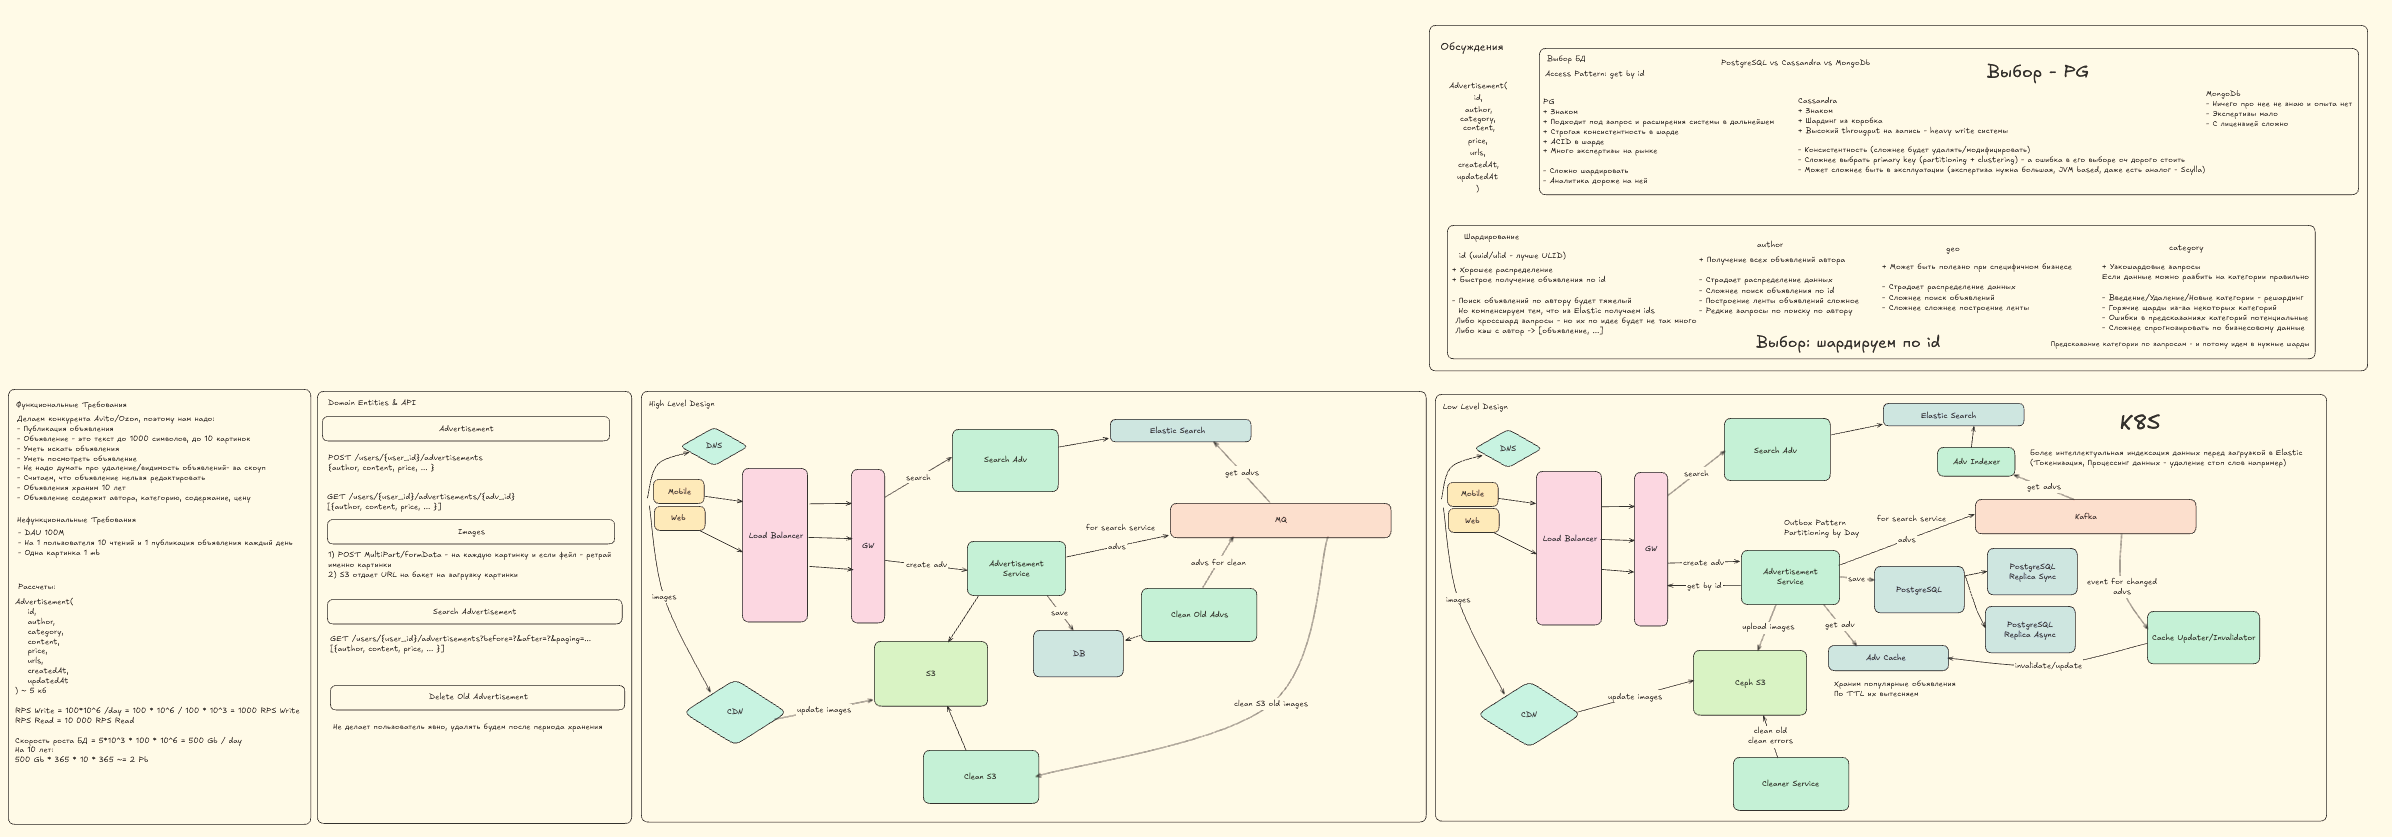 Обсуждения
Advertisement(
id,
author,
category,
content,
price,
urls,
createdAt,
updatedAt
)
Выбор БД
Access Pattern: get by id
PostgreSQL vs Cassandra vs MongoDb
Выбор - PG
PG
+ Знаком
+ Подходит под запрос и расширения системы в дальнейшем
+ Строгая консистентность в шарде
+ ACID в шарде
+ Много экспертизы на рынке
- Сложно шардировать
- Аналитика дороже на ней
Cassandra
+ Знаком
+ Шардинг из коробка
+ Высокий througput на запись - heavy write системы
- Консистентность (сложнее будет удалять/модифицировать)
- Сложнее выбрать primary key (partitioning + clustering) - а ошибка в его выборе оч дорого стоить
- Может сложнее быть в эксплуатации (экспертиза нужна большая, JVM based, даже есть аналог - Scylla)
MongoDb
- Ничего про нее не знаю и опыта нет
- Экспертизы мало
- С лицензией сложно
Шардирование
id (uuid/ulid - лучше ULID)
+ Хорошее распределение
+ Быстрое получение объявления по id
- Поиск объявлений по автору будет тяжелый
Но компенсируем тем, что из Elastic получаем ids
Либо кроссшард запросы - но их по идее будет не так много
Либо кэш с автор -> [объявление, ...]
author
+ Получение всех объявлений автора
- Страдает распределение данных
- Сложнее поиск объявления по id
- Построение ленты объявлений сложное
- Редкие запросы по поиску по автору
geo
+ Может быть полезно при специфичном бизнесе
- Страдает распределение данных
- Сложнее поиск объявлений
- Сложнее сложнее построение ленты
category
+ Узкошардовые запросы
Если данные можно разбить на категории правильно
- Введение/Удаление/Новые категории - решардинг
- Горячие шарды из-за некоторых категорий
- Ошибки в предсказаниях категорий потенциальные
- Сложнее спрогнозировать по бизнесовому данные
Выбор: шардируем по id
Предсказание категории по запросам - и потому идем в нужные шарды
Функциональные Требования
Делаем конкурента Avito/Ozon, поэтому нам надо:
- Публикация объявления
- Объявление - это текст до 1000 символов, до 10 картинок
- Уметь искать объявления
- Уметь посмотреть объявление
- Не надо думать про удаление/видимость объявлений- за скоуп
- Считаем, что объявление нельзя редактировать
- Объявления храним 10 лет
- Объявление содержит автора, категорию, содержание, цену
Нефункциональные Требования
- DAU 100M
- На 1 пользователя 10 чтений и 1 публикация объявления каждый день
- Одна картинка 1 mb
Рассчеты:
Advertisement(
id,
author,
category,
content,
price,
urls,
createdAt,
updatedAt
) ~ 5 кб
RPS Write = 100*10^6 /day = 100 * 10^6 / 100 * 10^3 = 1000 RPS Write
RPS Read = 10 000 RPS Read
Скорость роста БД = 5*10^3 * 100 * 10^6 = 500 Gb / day
На 10 лет:
500 Gb * 365 * 10 * 365 ~= 2 Pb
Domain Entities & API
Advertisement
POST /users/{user_id}/advertisements
{author, content, price, ... }
GET /users/{user_id}/advertisements/{adv_id}
[{author, content, price, ... }]
Images
1) POST MultiPart/formData - на каждую картинку и если фейл - ретрай
именно картинки
2) S3 отдает URL на бакет на загрузку картинки
Search Advertisement
GET /users/{user_id}/advertisements?before=?&after=?&paging=...
[{author, content, price, ... }]
Delete Old Advertisement
Не делает пользователь явно, удалять будем после периода хранения
High Level Design
DNS
Mobile
Web
Load Balancer
GW
search
Search Adv
Elastic Search
get advs
MQ
for search service
advs
create adv
Advertisement
Service
advs for clean
images
save
Clean Old Advs
DB
S3
CDN
update images
clean S3 old images
Clean S3
Low Level Design
DNS
Mobile
Web
Load Balancer
GW
search
Search Adv
Elastic Search
K8S
Adv Indexer
Более интеллектуальная индексация данных перед загрузкой в Elastic
(Токенизация, Процессинг данных - удаление стоп слов например)
get advs
Kafka
Outbox Pattern
Partitioning by Day
for search service
advs
create adv
get by id
Advertisement
Service
save
PostgreSQL
PostgreSQL
Replica Sync
PostgreSQL
Replica Async
event for changed
advs
images
upload images
get adv
Cache Updater/Invalidator
Adv Cache
invalidate/update
Храним популярные объявления
По TTL их вытесняем
Ceph S3
CDN
update images
clean old
clean errors
Cleaner Service